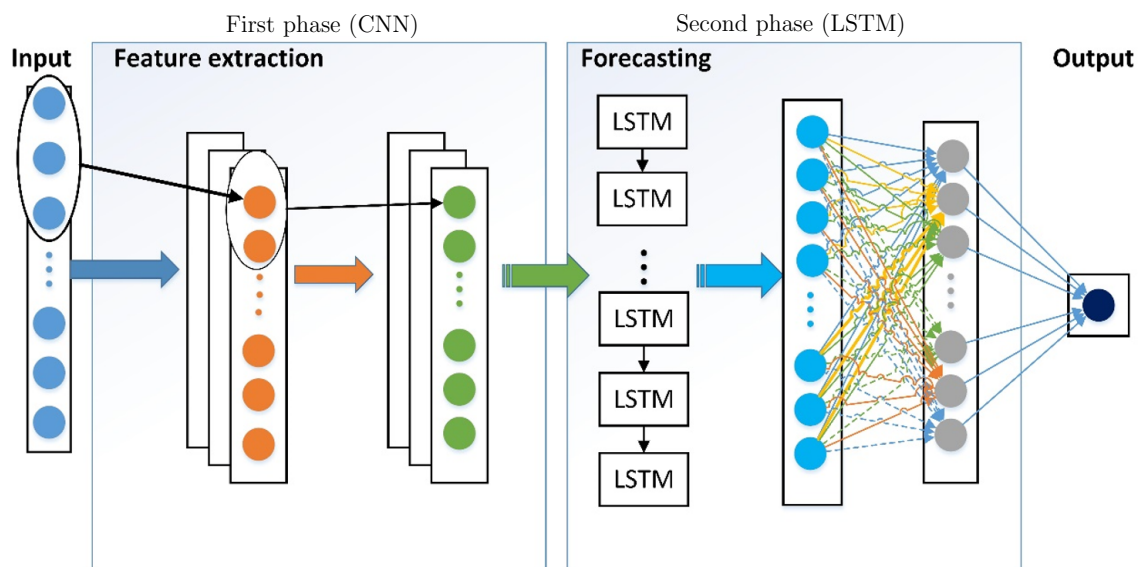 First phase (CNN)
Second phase (LSTM)
Input
Feature extraction
Forecasting
Output
LSTM
LSTM
LSTM
LSTM
LSTM